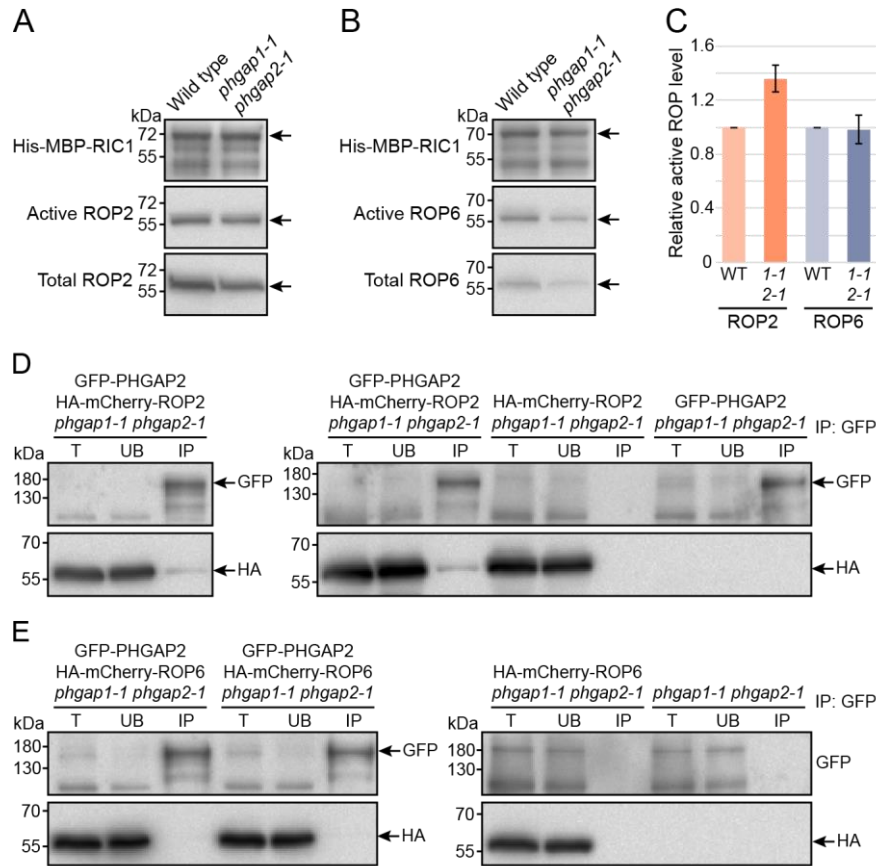 A
Wild type
phgap1-1
phgap2-1
kDa
His-MBP-RIC1
72
55
Active ROP2
72
55
Total ROP2
72
55
B
Wild type
phgap1-1
phgap2-1
kDa
His-MBP-RIC1
70
55
Active ROP6
70
55
Total ROP6
70
55
C
Relative active ROP level
1.6
1.2
0.8
0.4
0
WT
1-1
2-1
WT
1-1
2-1
ROP2
ROP6
D
GFP-PHGAP2
HA-mCherry-ROP2
phgap1-1 phgap2-1
kDa
T UB IP
180
130
GFP
70
55
HA
GFP-PHGAP2
HA-mCherry-ROP2 HA-mCherry-ROP2 GFP-PHGAP2
phgap1-1 phgap2-1 phgap1-1 phgap2-1 phgap1-1 phgap2-1 IP: GFP
kDa
T UB IP T UB IP T UB IP
180
130
GFP
70
55
HA
E
GFP-PHGAP2 GFP-PHGAP2
HA-mCherry-ROP6 HA-mCherry-ROP6
phgap1-1 phgap2-1 phgap1-1 phgap2-1
kDa
T UB IP T UB IP
180
130
GFP
70
55
HA
HA-mCherry-ROP6
phgap1-1 phgap2-1 phgap1-1 phgap2-1 IP: GFP
kDa
T UB IP T UB IP
180
130
GFP
70
55
HA